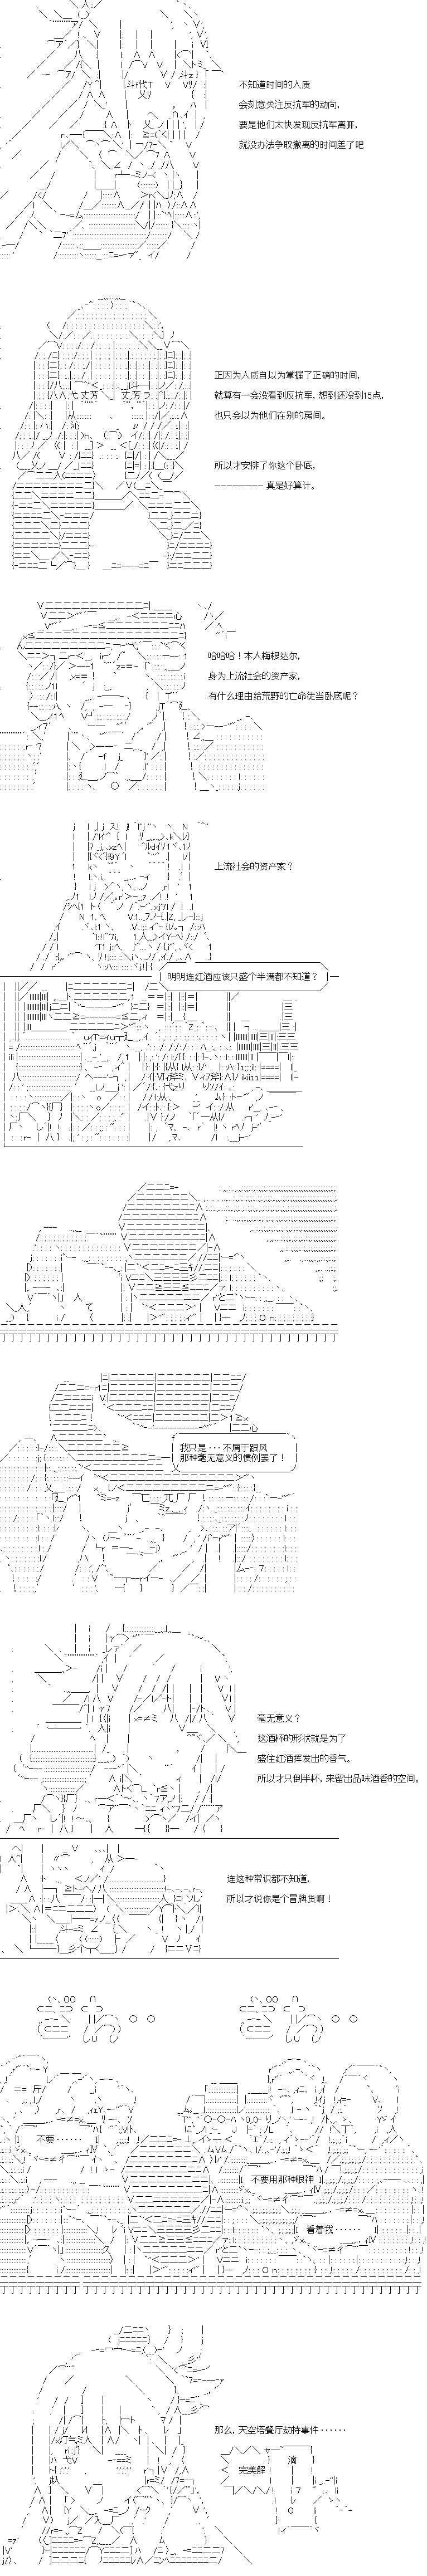 不知道时间的人质
会刻意关注反抗军的动向,
要是他们太快发现反抗军离开,
就没办法争取撤离的时间差了吧
正因为人质自以为掌握了正确的时间,
就算有一会没看到反抗军,想到还没到15点,
也只会以为他们在别的房间。
所以才安排了你这个卧底,
－－－－－－－－真是好算计。
哈哈哈哈!本人梅根达尔,
身为上流社会的资产家,
有什么理由给荒野的亡命徒当卧底呢?
上流社会的资产家?
明明连红酒应该只盛个半满都不知道?
我只是・・・不屑于跟风
那种毫无意义的惯例罢了!
毫无意义?
这酒杯的形状就是为了
盛住红酒挥发出的香气。
所以才只倒半杯,来留出品味酒香的空间。
连这种常识都不知道,
所以才说你是个冒牌货啊!
不要・・・・・・
不要用那种眼神
看着我・・・・・・
那么,天空塔餐厅劫持事件・・・・・・
完美解
滴